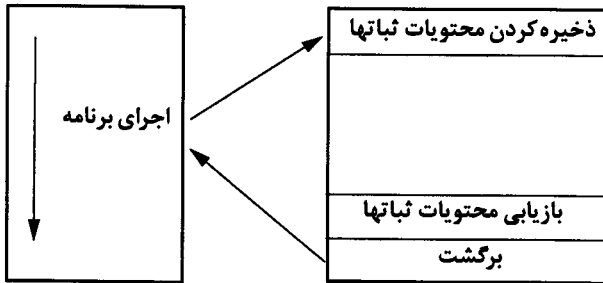 ذخیره کردن محتویات ثباتها
اجرای برنامه
بازیابی محتویات ثباتها
برگشت